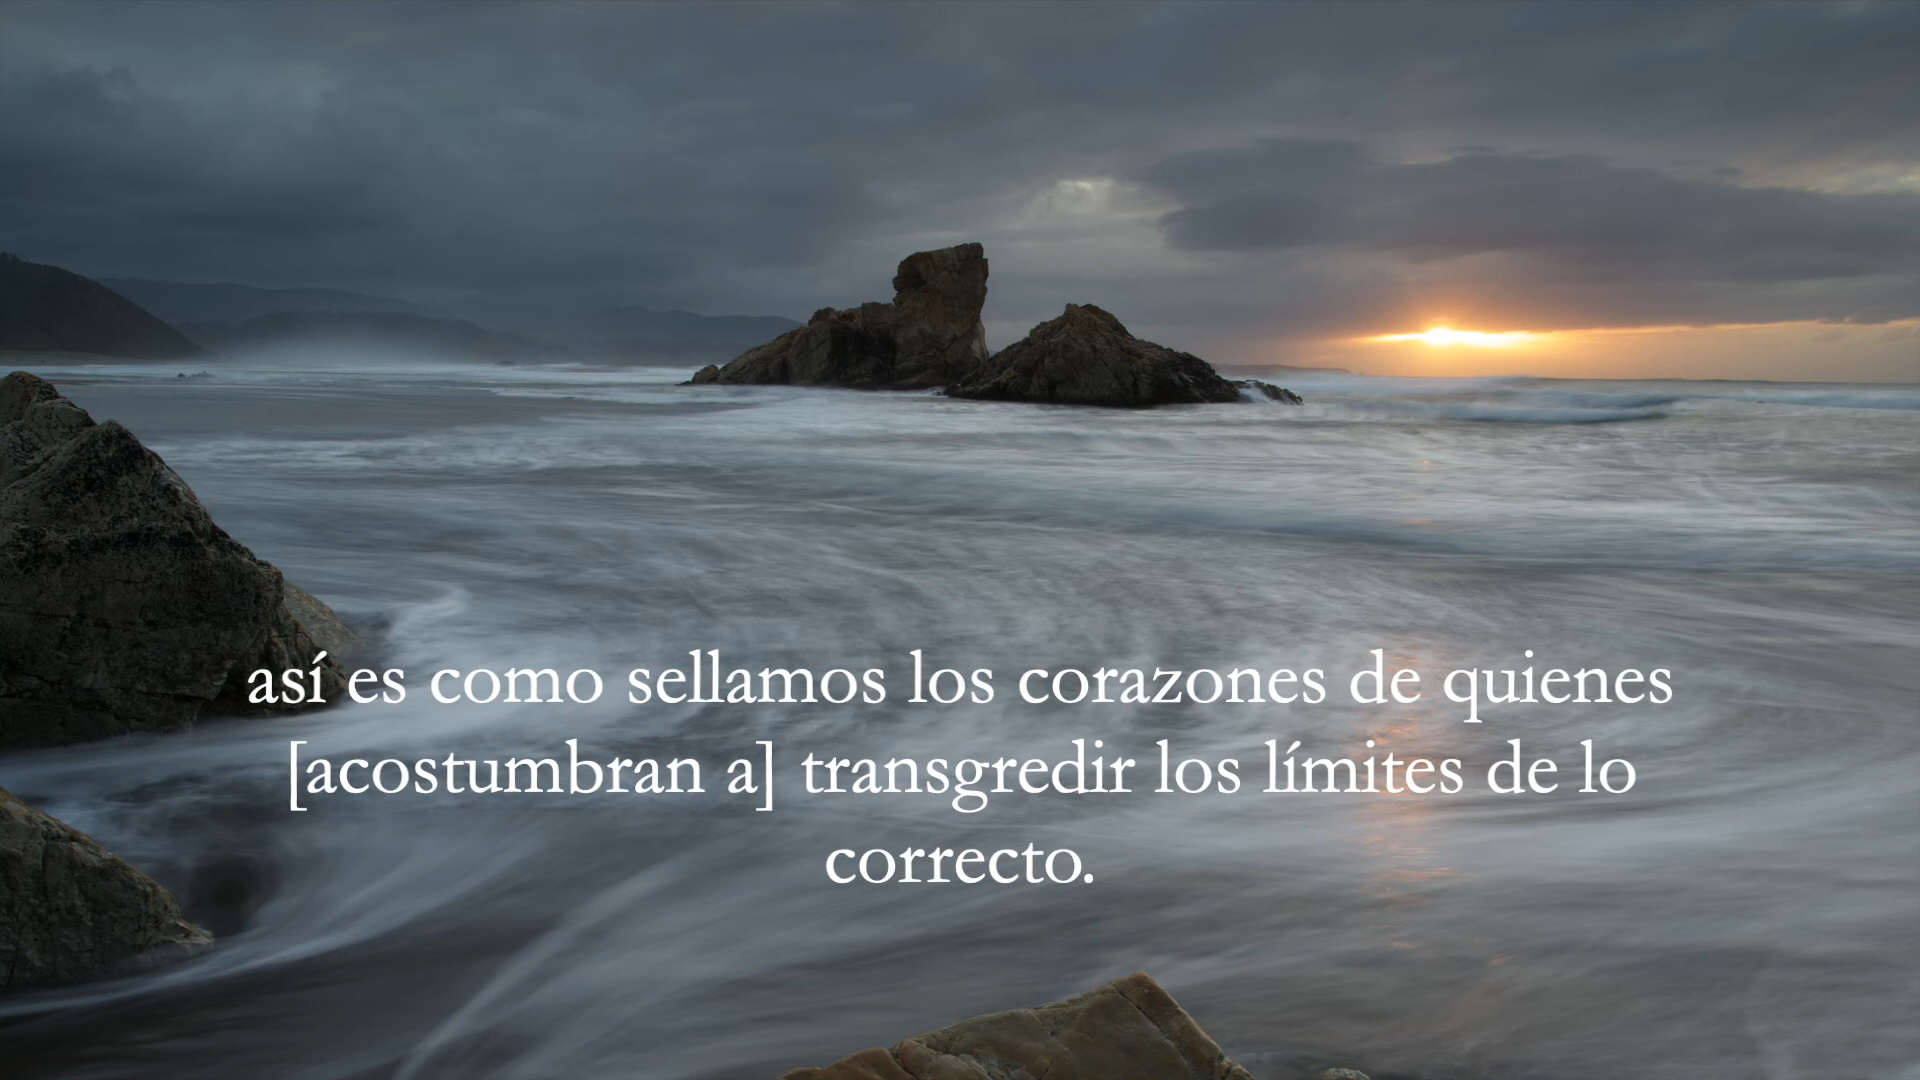 así es como sellamos los corazones de quienes
[acostumbran a] transgredir los límites de lo
correcto.